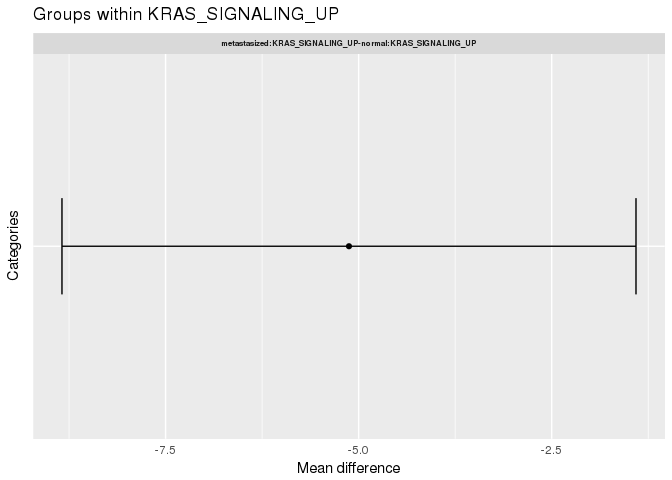 Groups within KRAS_SIGNALING_UP
metastasized:KRAS_SIGNALING_UP-normal:KRAS_SIGNALING_UP
Categories
-7.5 -5.0 -2.5
Mean difference